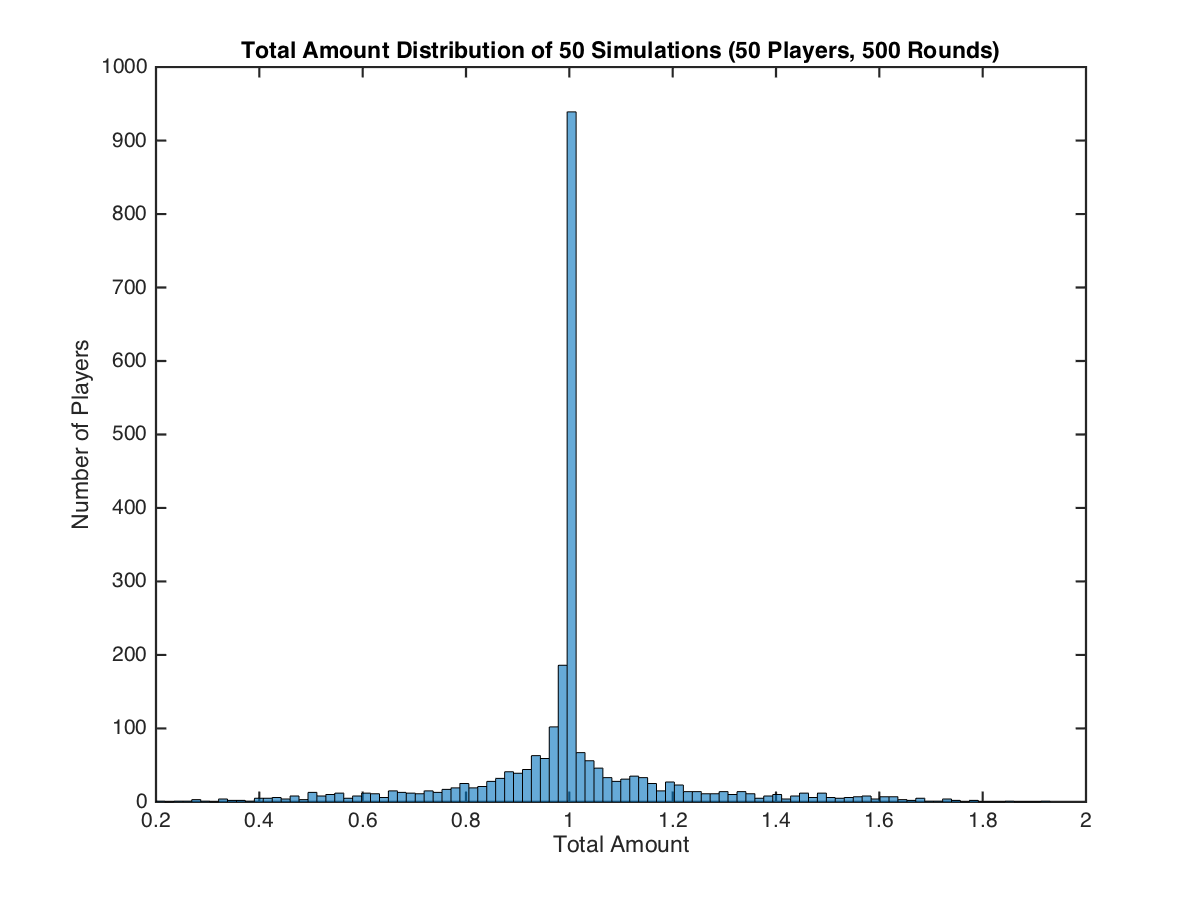 Total Amount Distribution of 50 Simulations (50 Players, 500 Rounds)
1000
900
800
700
600
500
400
300
200
100
0
Number of Players
0.2 0.4 0.6 0.8 1 1.2 1.4 1.6 1.8 2
Total Amount